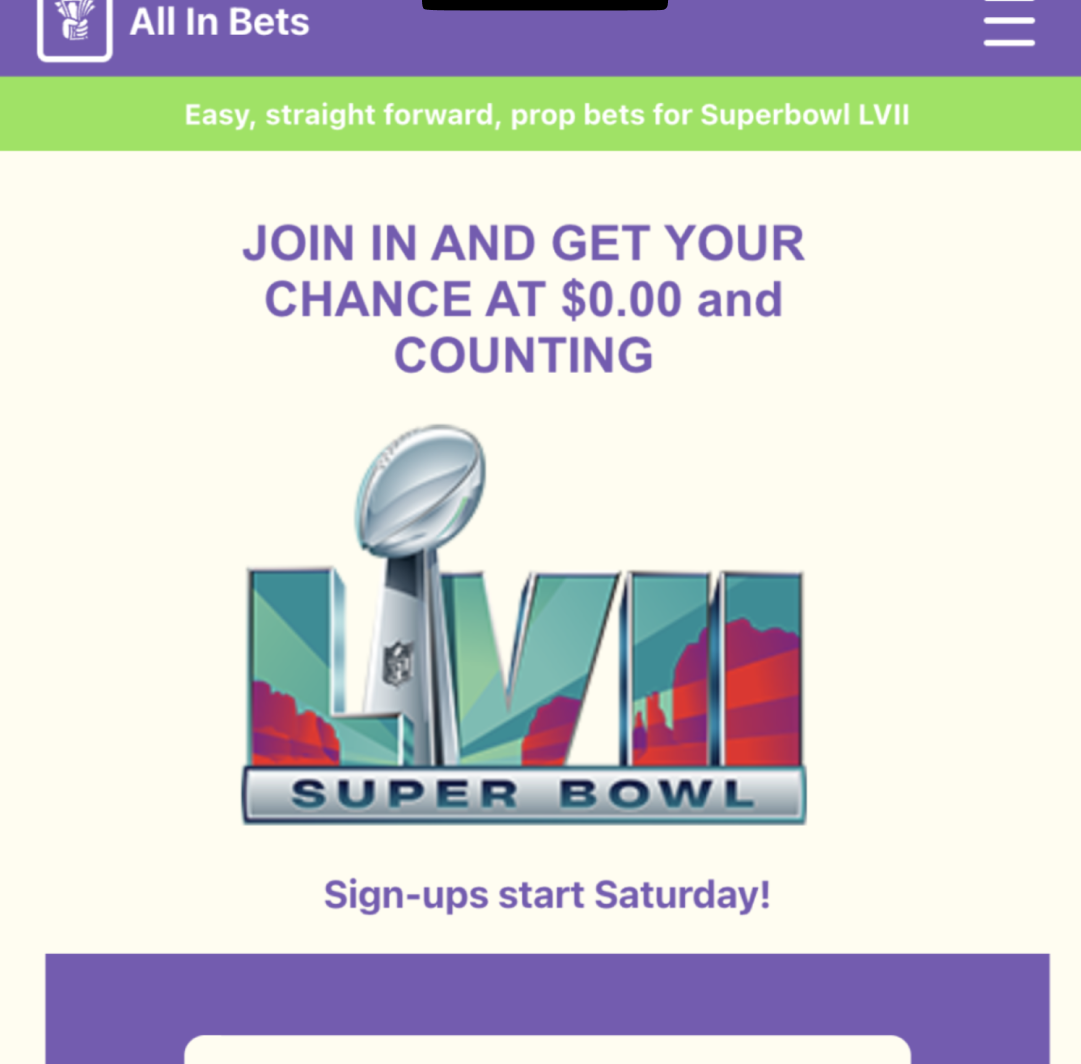 All In Bets
Easy, straight forward, prop bets for Superbowl LVII
JOIN IN AND GET YOUR
CHANCE AT $0.00 and
COUNTING
LVII
NFL
SUPER BOWL
Sign-ups start Saturday!